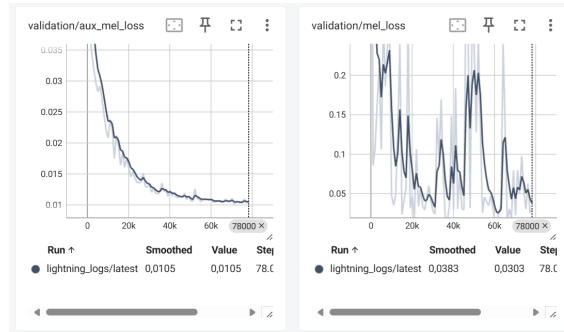 validation/aux_mel_loss
0.035
0.03
0.025
0.02
0.015
0.01
0 20k 40k 60k 78000 ×
Run ↑ Smoothed Value Step
lightning_logs/latest 0,0105 0,0105 78.0
validation/mel_loss
0.2
0.15
0.1
0.05
0 20k 40k 60k 78000 ×
Run ↑ Smoothed Value Step
lightning_logs/latest 0,0383 0,0303 78.0